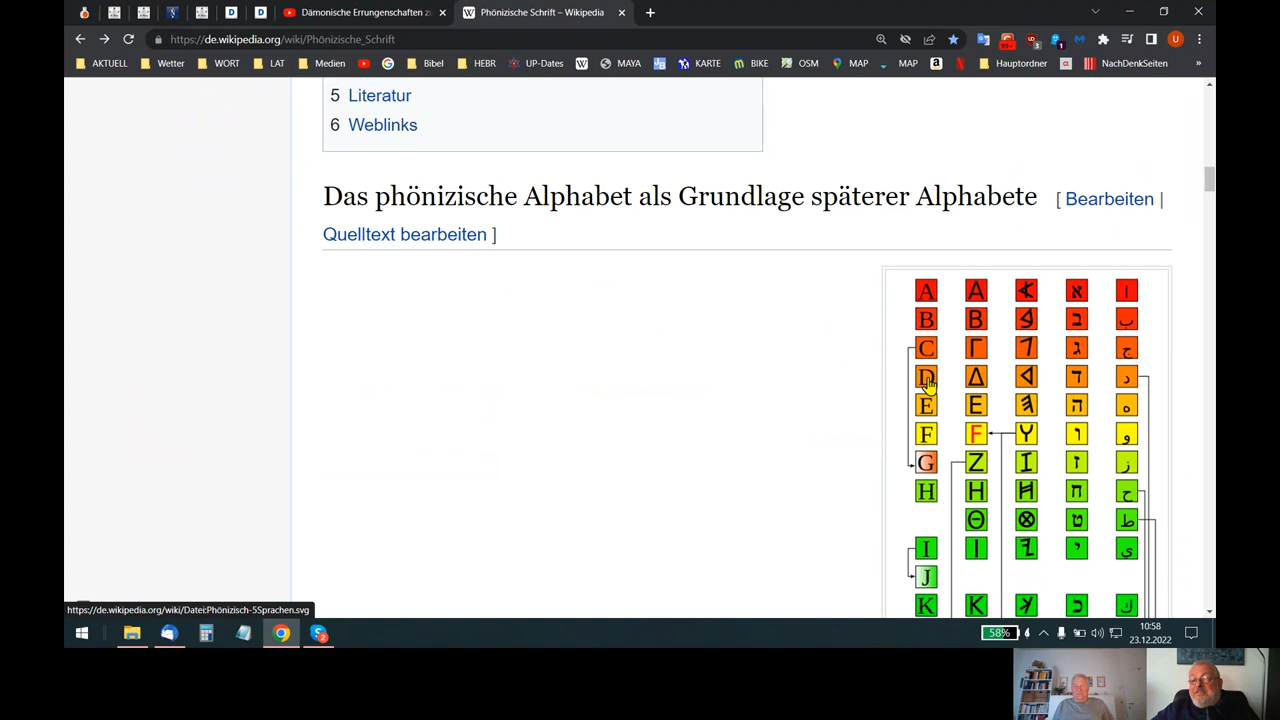 Dämonische Errungenschaften z
Phönizische Schrift – Wikipedia
https://de.wikipedia.org/wiki/Phönizische_Schrift
AKTUELL Wetter WORT LAT Medien Bibel HEBR UP-Dates MAYA KARTE BIKE OSM MAP MAP Hauptordner NachDenkSeiten »
5 Literatur
6 Weblinks
Das phönizische Alphabet als Grundlage späterer Alphabete [ Bearbeiten |
Quelltext bearbeiten ]
A Α 𐤀 א ا
B Β 𐤁 ב ب
C Γ 𐤂 ג ج
D Δ 𐤃 ד د
E Ε 𐤄 ה ه
F F 𐤅 ו و
G Ζ 𐤆 ז ز
H Η 𐤇 ח ح
Θ 𐤈 ט ط
I Ι 𐤉 י ي
J
K Κ 𐤊 כ ك
https://de.wikipedia.org/wiki/Datei:Phönizisch-5Sprachen.svg
58%
10:58
23.12.2022